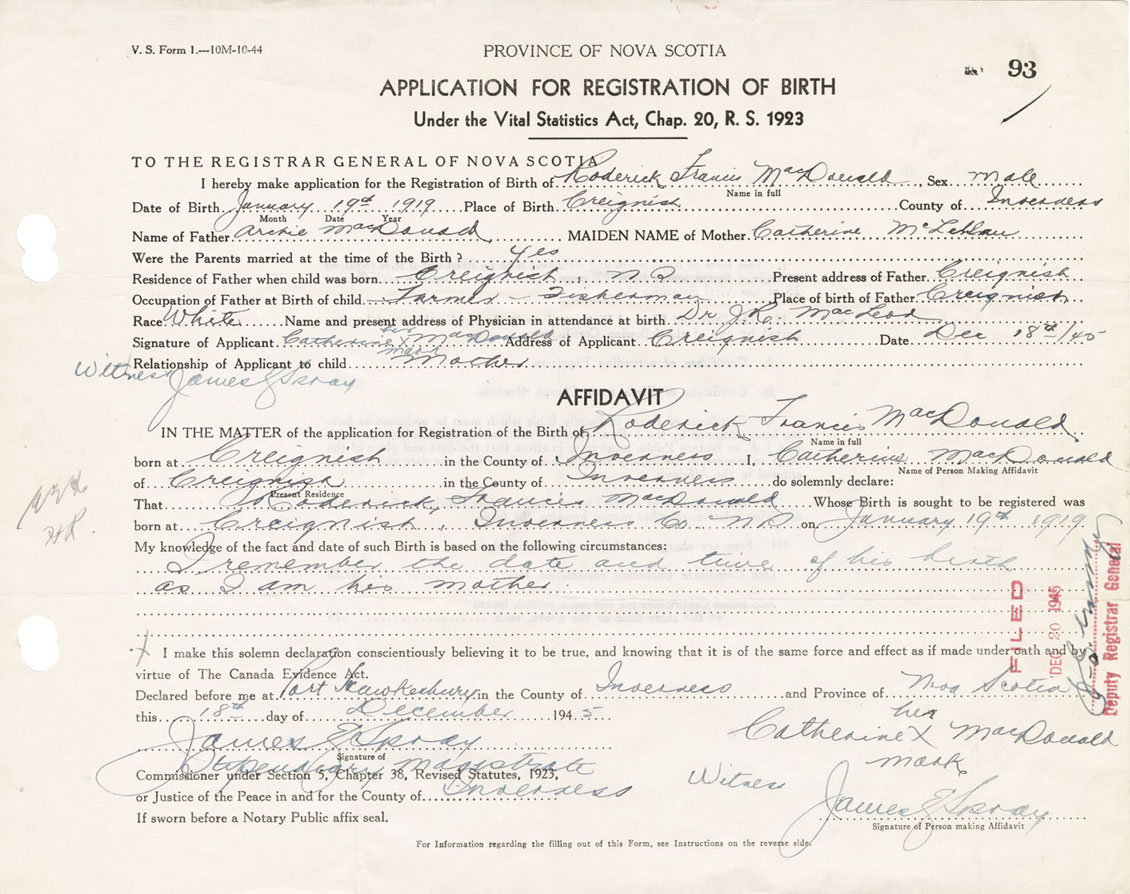 V. S. Form 1.—10M-10-44
PROVINCE OF NOVA SCOTIA
93
APPLICATION FOR REGISTRATION OF BIRTH
Under the Vital Statistics Act, Chap. 20, R. S. 1923
TO THE REGISTRAR GENERAL OF NOVA SCOTIA
I hereby make application for the Registration of Birth of Roderick Francis MacDonald, Sex Male
Name in full
Date of Birth January 19th 1919 Place of Birth Creignish County of Inverness
Month Date Year
Name of Father Archie MacDonald MAIDEN NAME of Mother Catherine McLellan
Were the Parents married at the time of the Birth? Yes
Residence of Father when child was born Creignish, N.S. Present address of Father Creignish
Occupation of Father at Birth of child Farmer - Fisherman Place of birth of Father Creignish
Race White Name and present address of Physician in attendance at birth Dr J. R. MacLeod
Signature of Applicant Catherine her X mark MacDonald Address of Applicant Creignish Date Dec 18th/45
Relationship of Applicant to child Mother
Witness James E Spray
AFFIDAVIT
IN THE MATTER of the application for Registration of the Birth of Roderick Francis MacDonald
Name in full
born at Creignish in the County of Inverness I, Catherine MacDonald
Name of Person Making Affidavit
of Creignish in the County of Inverness do solemnly declare:
Present Residence
That Roderick Francis MacDonald Whose Birth is sought to be registered was
born at Creignish, Inverness Co. N.S. on January 19th 1919
My knowledge of the fact and date of such Birth is based on the following circumstances:
I remember the date and time of his birth
as I am his mother
I make this solemn declaration conscientiously believing it to be true, and knowing that it is of the same force and effect as if made under oath and by
virtue of The Canada Evidence Act.
Declared before me at Port Hawkesbury in the County of Inverness and Province of Nova Scotia
this 18th day of December 1945
James E Spray
Signature of
Stipendiary Magistrate
Commissioner under Section 5, Chapter 38, Revised Statutes, 1923,
or Justice of the Peace in and for the County of Inverness
If sworn before a Notary Public affix seal.
her
Catherine X MacDonald
mark
Witness
James E Spray
Signature of Person making Affidavit
For Information regarding the filling out of this Form, see Instructions on the reverse side.
FILED
DEC 20 1945
Deputy Registrar General